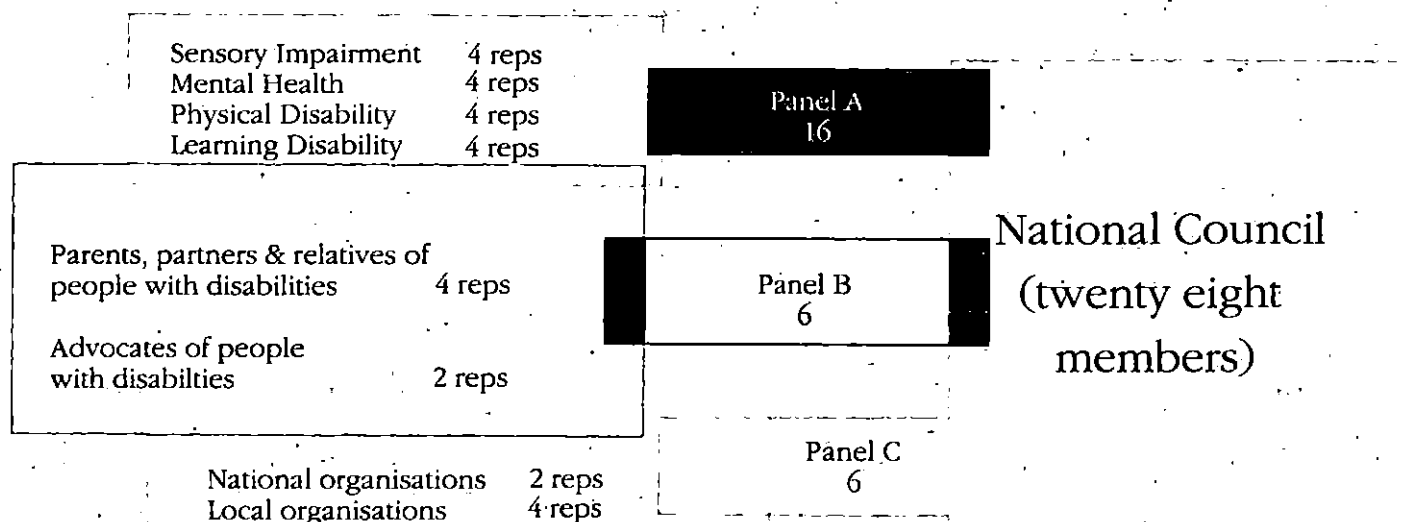 Sensory Impairment 4 reps
Mental Health 4 reps
Physical Disability 4 reps
Learning Disability 4 reps
Panel A
16
Parents, partners & relatives of
people with disabilities 4 reps
Advocates of people
with disabilties 2 reps
Panel B
6
National Council
(twenty eight
members)
Panel C
6
National organisations 2 reps
Local organisations 4 reps